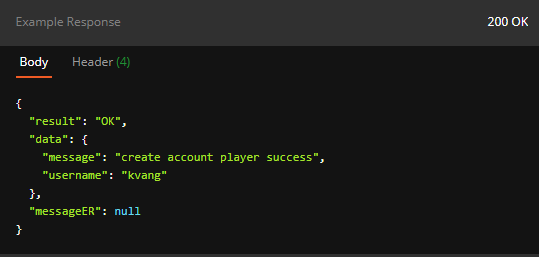 Example Response 200 OK
Body Header (4)
{
"result": "OK",
"data": {
"message": "create account player success",
"username": "kvang"
},
"messageER": null
}